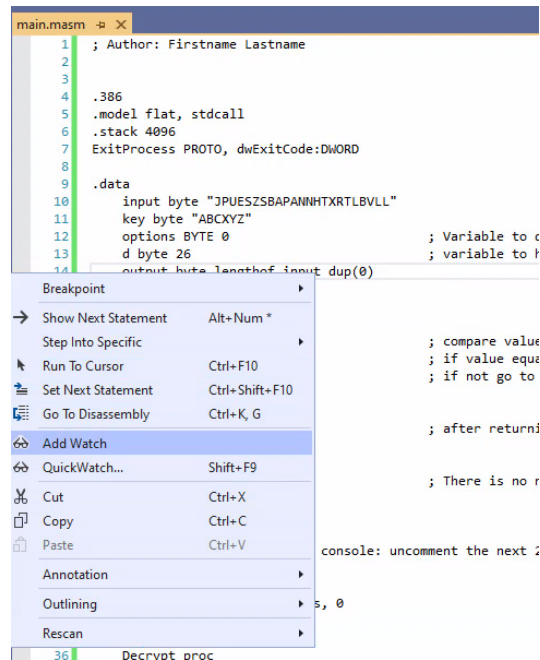 main.masm
1 ; Author: Firstname Lastname
2
3
4 .386
5 .model flat, stdcall
6 .stack 4096
7 ExitProcess PROTO, dwExitCode:DWORD
8
9 .data
10 input byte "JPUESZSBAPANNHTXRTLBVLL"
11 key byte "ABCXYZ"
12 options BYTE 0 ; Variable to
13 d byte 26 ; variable to
14 output byte lengthof input dup(0)
Breakpoint
Show Next Statement Alt+Num *
Step Into Specific ; compare value
; if value equa
Run To Cursor Ctrl+F10 ; if not go to
Set Next Statement Ctrl+Shift+F10
Go To Disassembly Ctrl+K, G
; after returni
Add Watch
QuickWatch... Shift+F9
; There is no
Cut Ctrl+X
Copy Ctrl+C
Paste Ctrl+V
console: uncomment the next 2
Annotation
Outlining s, 0
Rescan
36 Decrypt proc